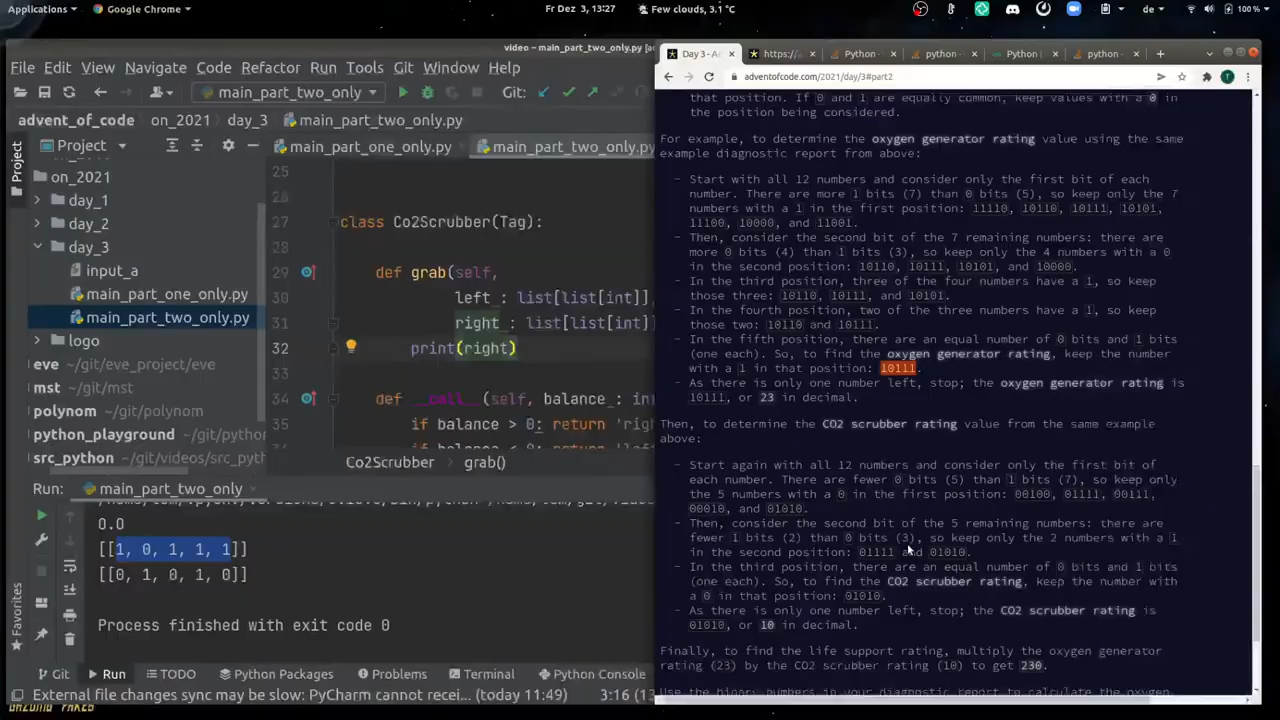 Applications
Google Chrome
Fr Dez 3, 13:27
Few clouds, 3.1 °C
de
100 %
video – main_part_two_only.py
File Edit View Navigate Code Refactor Run Tools Git Window Help
main_part_two_only
Git:
on_2021
day_3
main_part_two_only.py
Project
main_part_one_only.py
main_part_two_only.py
on_2021
day_1
day_2
day_3
input_a
main_part_one_only.py
main_part_two_only.py
logo
eve ~/git/eve_project/eve
mst ~/git/mst
polynom ~/git/polynom
python_playground ~/git/
src_python ~/git/videos/src_pyth
25
26
27 class Co2Scrubber(Tag):
28
29 def grab(self,
30 left_: list[list[int]],
31 right_: list[list[int]]
32 print(right)
33
34 def __call__(self, balance_: in
35 if balance > 0: return 'righ
Co2Scrubber
grab()
Run:
main_part_two_only
0.0
[[1, 0, 1, 1, 1]]
[[0, 1, 0, 1, 0]]
Process finished with exit code 0
Project
Structure
Favorites
Git
Run
TODO
Python Packages
Problems
Terminal
Python Console
External file changes sync may be slow: PyCharm cannot recei... (today 11:49)
3:16 (52 breaks)
Day 3 - Ad
https://
Python -
python -
Python |
python -
adventofcode.com/2021/day/3#part2
that position. If 0 and 1 are equally common, keep values with a 0 in
the position being considered.
For example, to determine the oxygen generator rating value using the same
example diagnostic report from above:
- Start with all 12 numbers and consider only the first bit of each
number. There are more 1 bits (7) than 0 bits (5), so keep only the 7
numbers with a 1 in the first position: 11110, 10110, 10111, 10101,
11100, 10000, and 11001.
- Then, consider the second bit of the 7 remaining numbers: there are
more 0 bits (4) than 1 bits (3), so keep only the 4 numbers with a 0
in the second position: 10110, 10111, 10101, and 10000.
- In the third position, three of the four numbers have a 1, so keep
those three: 10110, 10111, and 10101.
- In the fourth position, two of the three numbers have a 1, so keep
those two: 10110 and 10111.
- In the fifth position, there are an equal number of 0 bits and 1 bits
(one each). So, to find the oxygen generator rating, keep the number
with a 1 in that position: 10111.
- As there is only one number left, stop; the oxygen generator rating is
10111, or 23 in decimal.
Then, to determine the CO2 scrubber rating value from the same example
above:
- Start again with all 12 numbers and consider only the first bit of
each number. There are fewer 0 bits (5) than 1 bits (7), so keep only
the 5 numbers with a 0 in the first position: 00100, 01111, 00111,
00010, and 01010.
- Then, consider the second bit of the 5 remaining numbers: there are
fewer 1 bits (2) than 0 bits (3), so keep only the 2 numbers with a 1
in the second position: 01111 and 01010.
- In the third position, there are an equal number of 0 bits and 1 bits
(one each). So, to find the CO2 scrubber rating, keep the number with
a 0 in that position: 01010.
- As there is only one number left, stop; the CO2 scrubber rating is
01010, or 10 in decimal.
Finally, to find the life support rating, multiply the oxygen generator
rating (23) by the CO2 scrubber rating (10) to get 230.
Use the binary numbers in your diagnostic report to calculate the oxygen